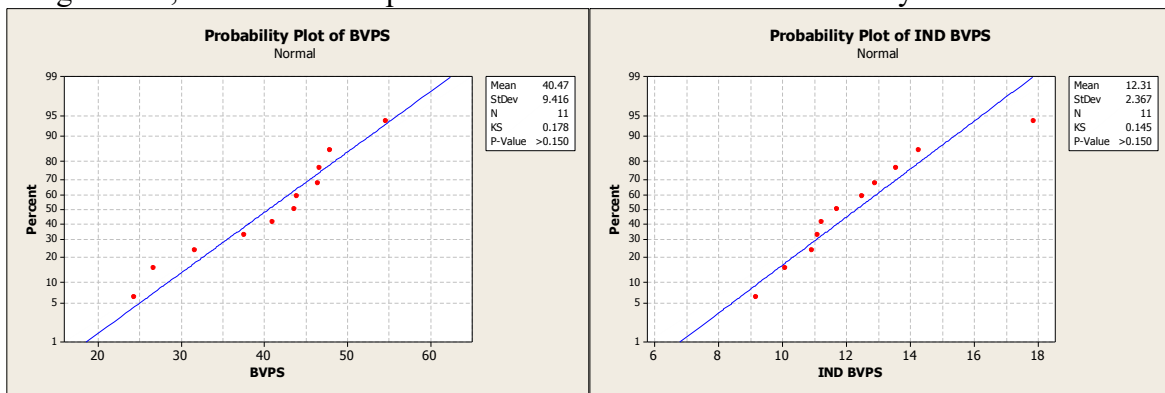 Probability Plot of BVPS
Normal
Mean 40.47
StDev 9.416
N 11
KS 0.178
P-Value >0.150
Percent
99
95
90
80
70
60
50
40
30
20
10
5
1
20 30 40 50 60
BVPS
Probability Plot of IND BVPS
Normal
Mean 12.31
StDev 2.367
N 11
KS 0.145
P-Value >0.150
Percent
99
95
90
80
70
60
50
40
30
20
10
5
1
6 8 10 12 14 16 18
IND BVPS